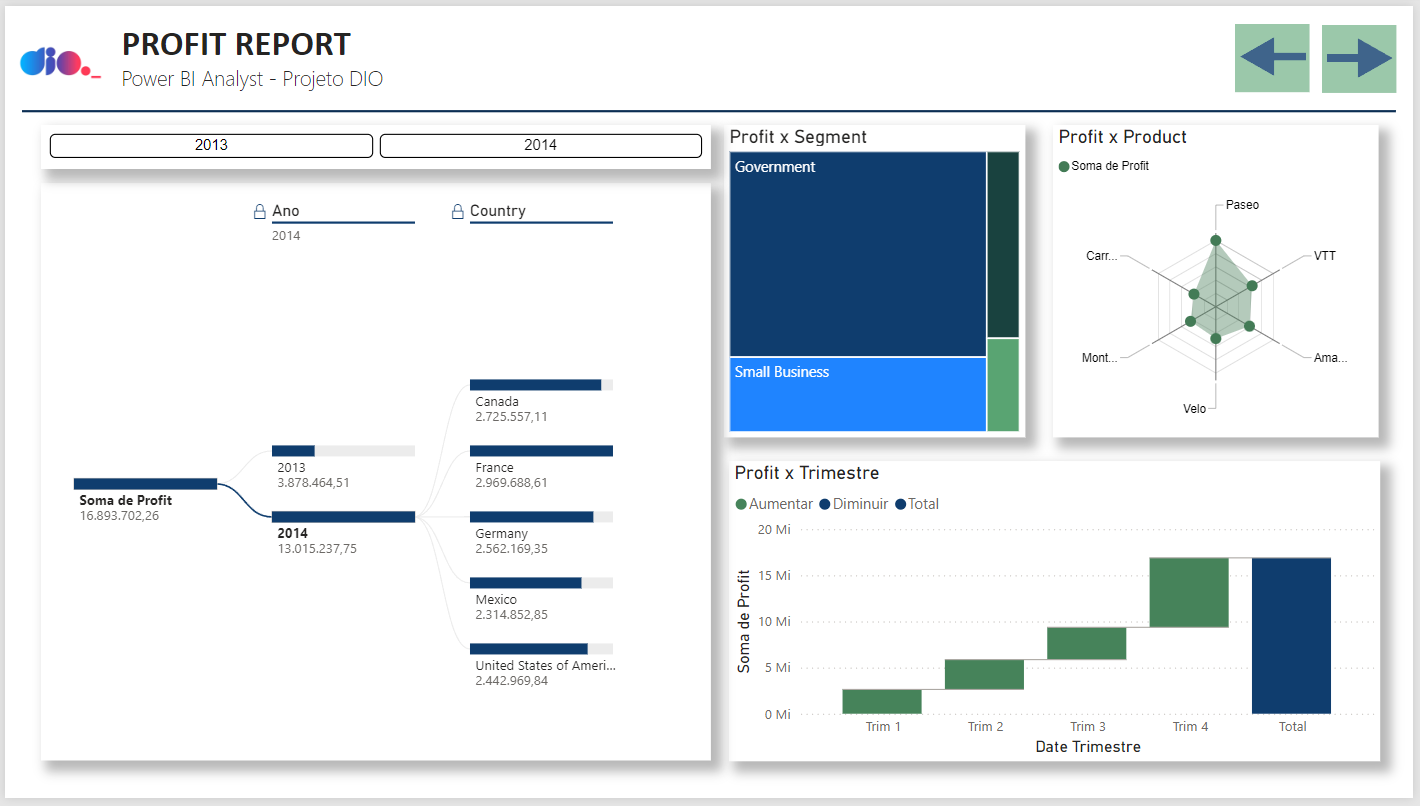 dio._
PROFIT REPORT
Power BI Analyst - Projeto DIO
2013
2014
Ano
2014
Country
Soma de Profit
16.893.702,26
2013
3.878.464,51
2014
13.015.237,75
Canada
2.725.557,11
France
2.969.688,61
Germany
2.562.169,35
Mexico
2.314.852,85
United States of Ameri...
2.442.969,84
Profit x Segment
Government
Small Business
Profit x Product
Soma de Profit
Paseo
VTT
Ama...
Velo
Mont...
Carr...
Profit x Trimestre
Aumentar Diminuir Total
Soma de Profit
20 Mi
15 Mi
10 Mi
5 Mi
0 Mi
Trim 1 Trim 2 Trim 3 Trim 4 Total
Date Trimestre